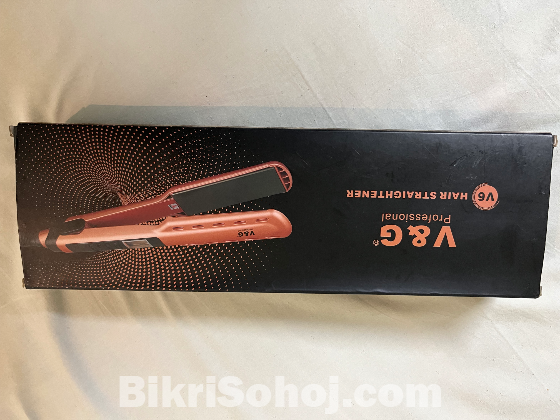 V&G®
Professional
V6 HAIR STRAIGHTENER
V&G
BikriSohoj.com